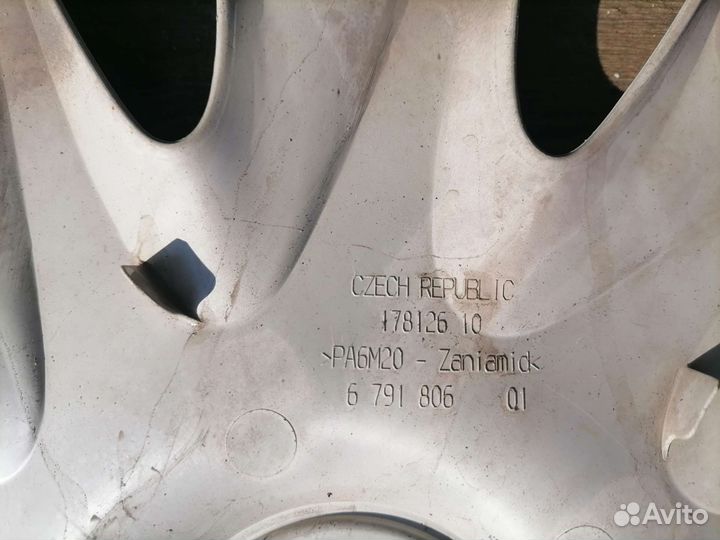 CZECH REPUBLIC
178126 10
>PA6M20 - Zaniamid<
6 791 806 01
Avito